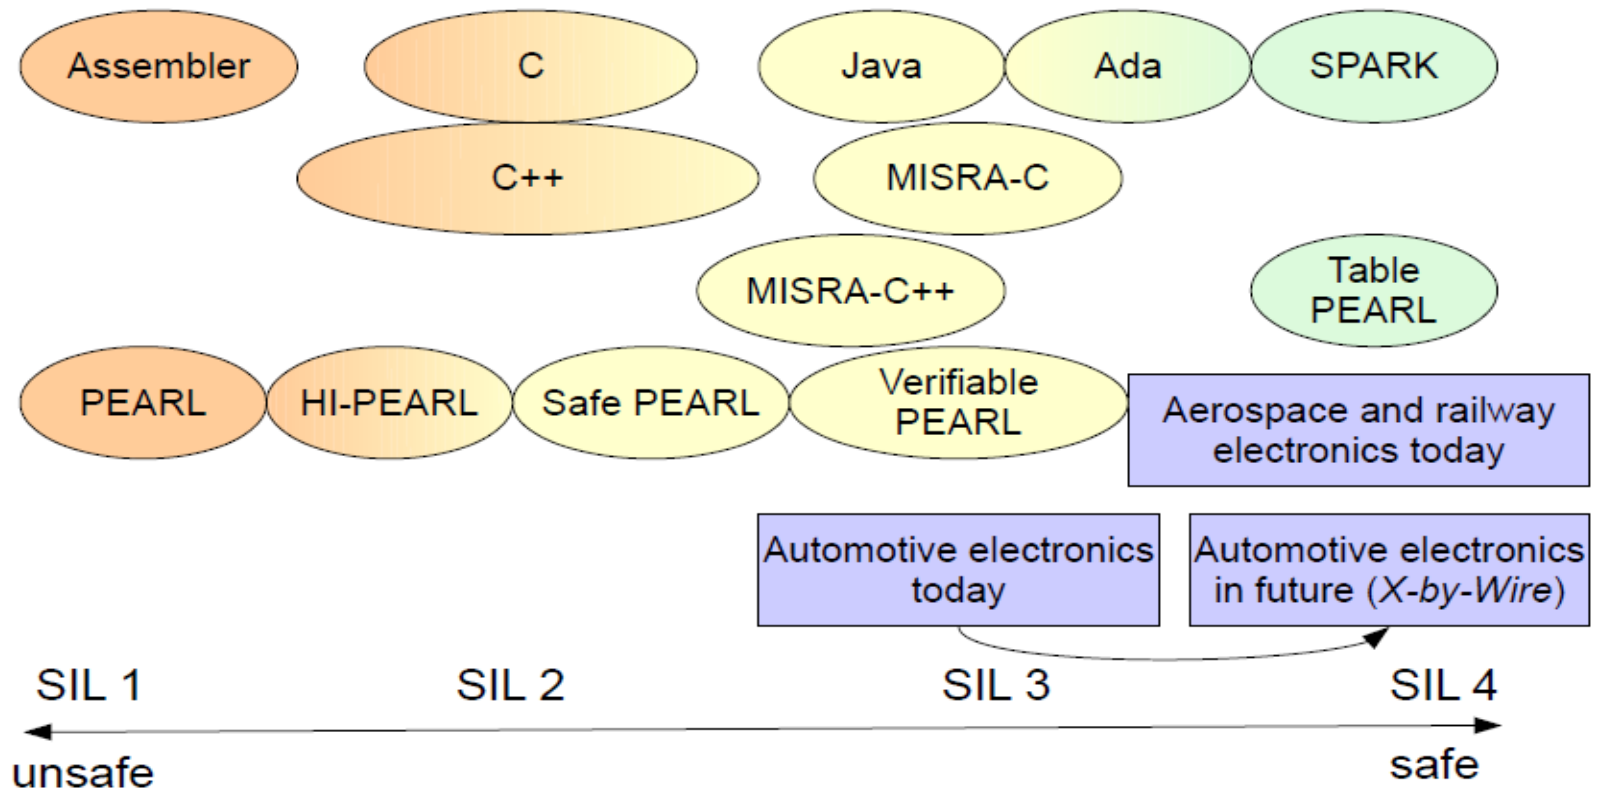 Assembler
C
Java
Ada
SPARK
C++
MISRA-C
MISRA-C++
Table
PEARL
PEARL
HI-PEARL
Safe PEARL
Verifiable
PEARL
Aerospace and railway
electronics today
Automotive electronics
today
Automotive electronics
in future (X-by-Wire)
SIL 1
SIL 2
SIL 3
SIL 4
unsafe
safe